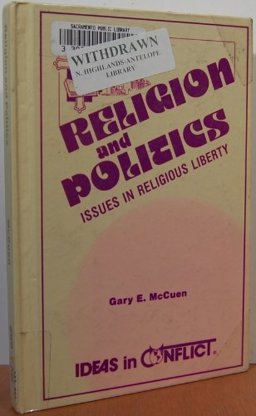 SACRAMENTO PUBLIC LIBRARY
WITHDRAWN
N. HIGHLANDS-ANTELOPE
LIBRARY
RELIGION
and
POLITICS
ISSUES IN RELIGIOUS LIBERTY
Gary E. McCuen
IDEAS in CONFLICT